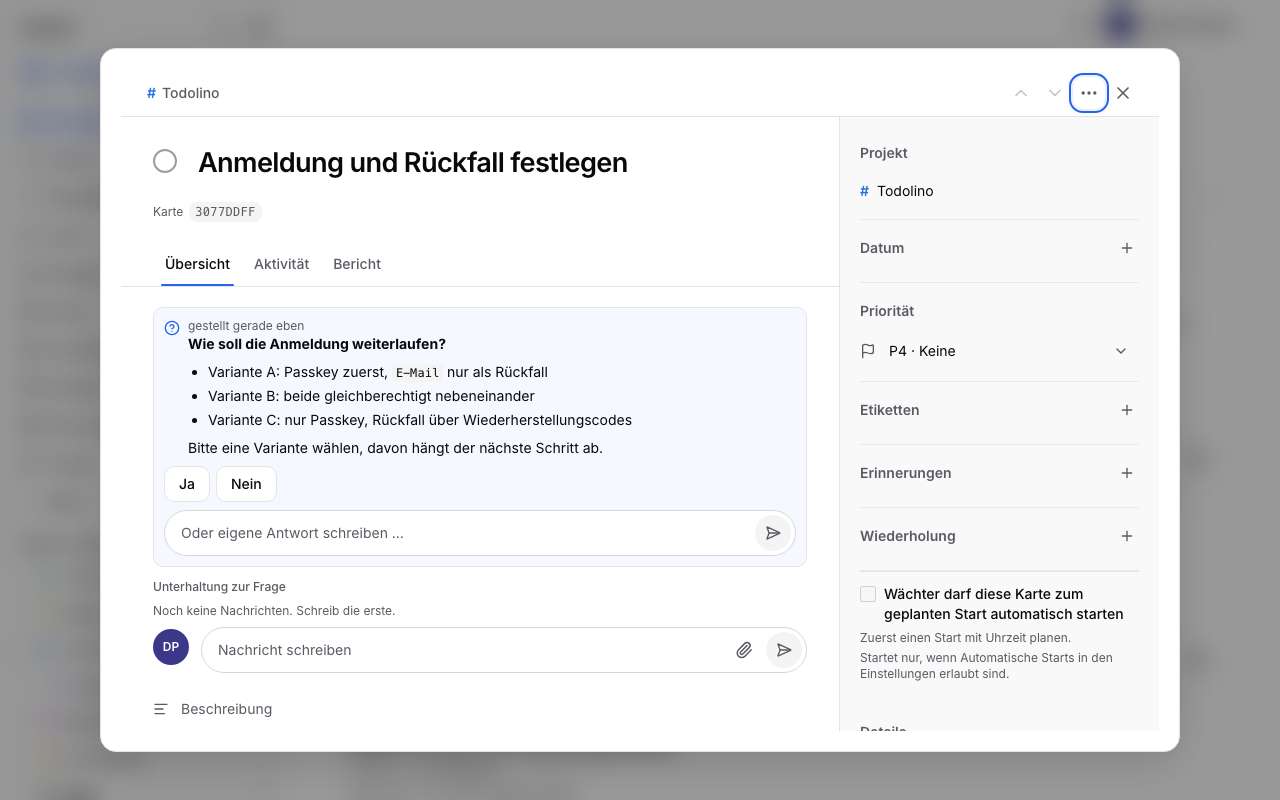 # Todolino
Anmeldung und Rückfall festlegen
Karte 3077DDFF
Übersicht Aktivität Bericht
gestellt gerade eben
Wie soll die Anmeldung weiterlaufen?
• Variante A: Passkey zuerst, E-Mail nur als Rückfall
• Variante B: beide gleichberechtigt nebeneinander
• Variante C: nur Passkey, Rückfall über Wiederherstellungscodes
Bitte eine Variante wählen, davon hängt der nächste Schritt ab.
Ja Nein
Oder eigene Antwort schreiben ...
Unterhaltung zur Frage
Noch keine Nachrichten. Schreib die erste.
DP Nachricht schreiben
Beschreibung
Projekt
# Todolino
Datum
Priorität
P4 · Keine
Etiketten
Erinnerungen
Wiederholung
Wächter darf diese Karte zum
geplanten Start automatisch starten
Zuerst einen Start mit Uhrzeit planen.
Startet nur, wenn Automatische Starts in den
Einstellungen erlaubt sind.
Details